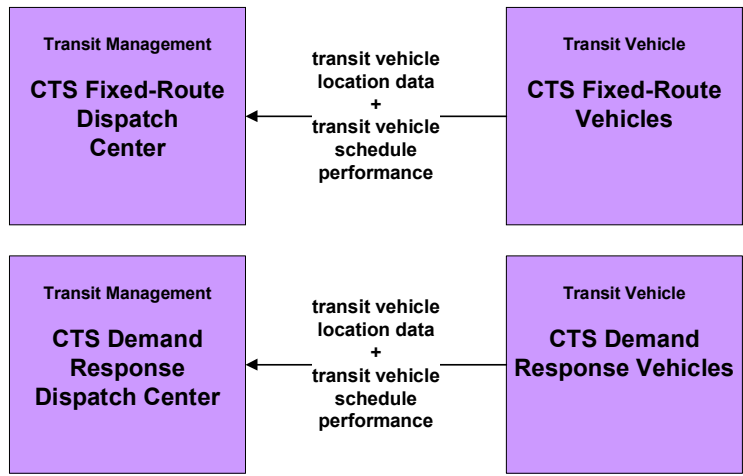 Transit Management
CTS Fixed-Route
Dispatch
Center
transit vehicle
location data
+
transit vehicle
schedule
performance
Transit Vehicle
CTS Fixed-Route
Vehicles
Transit Management
CTS Demand
Response
Dispatch Center
transit vehicle
location data
+
transit vehicle
schedule
performance
Transit Vehicle
CTS Demand
Response Vehicles